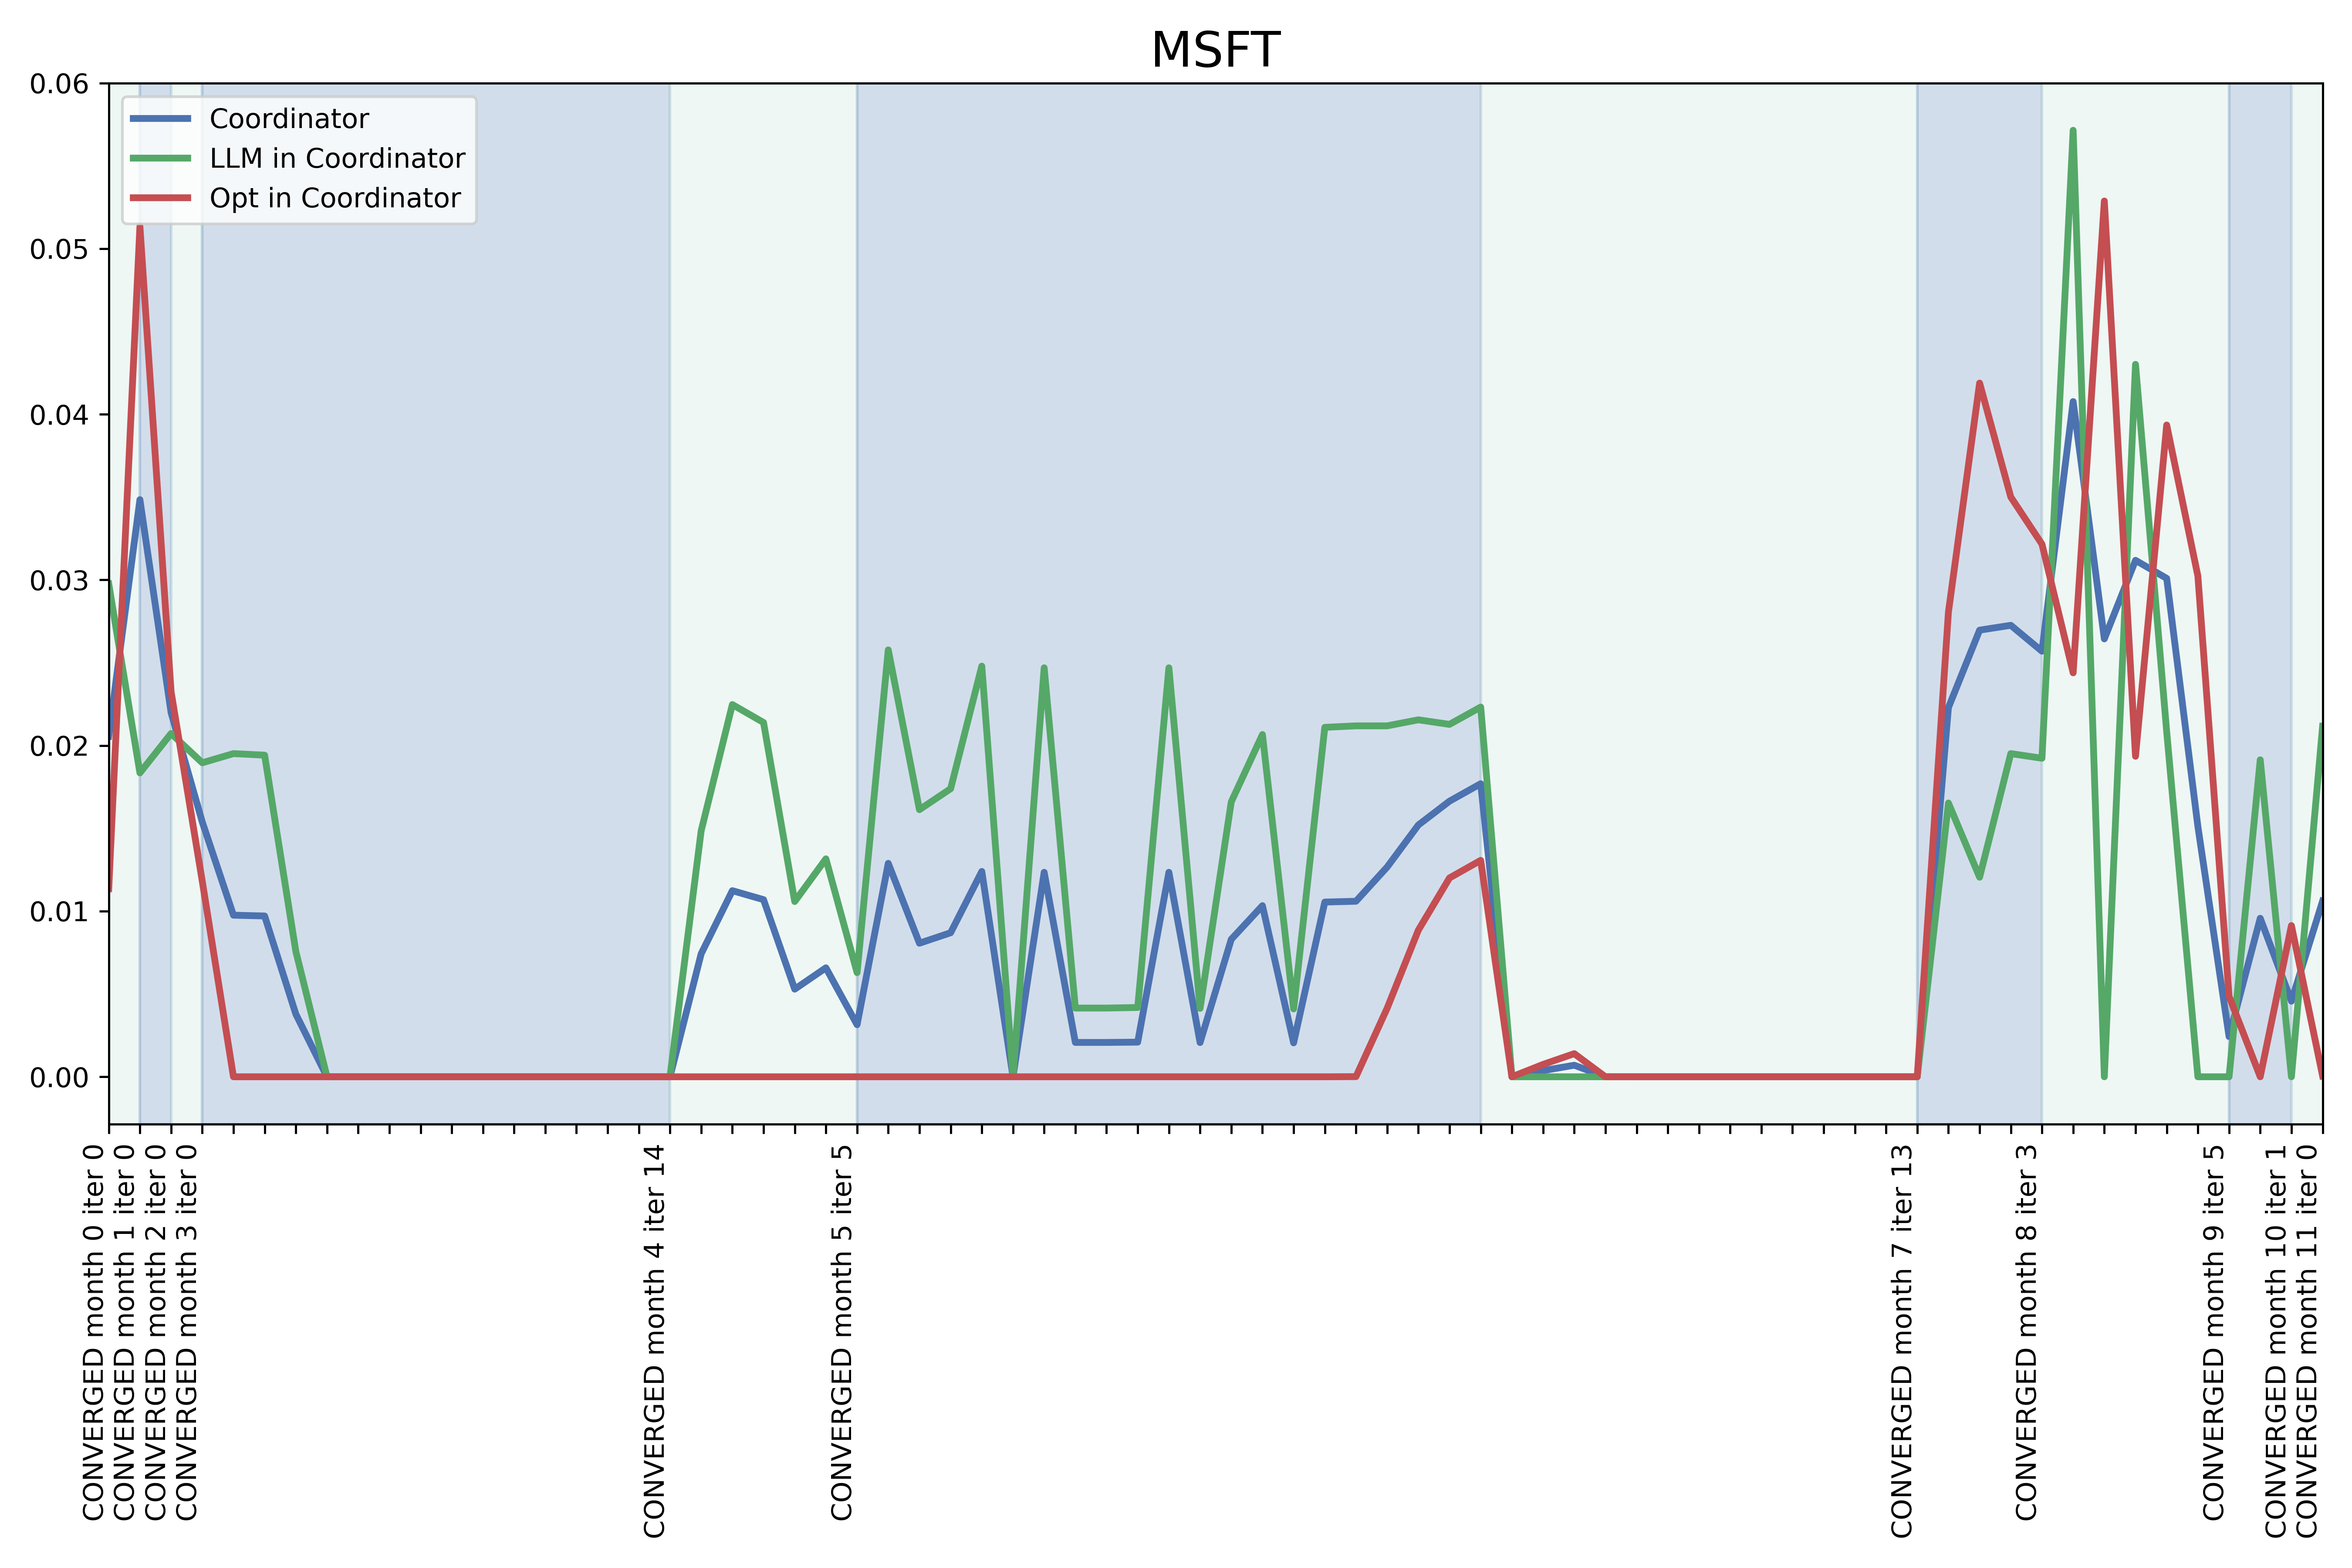 MSFT
0.06
0.05
0.04
0.03
0.02
0.01
0.00
Coordinator
LLM in Coordinator
Opt in Coordinator
CONVERGED month 0 iter 0
CONVERGED month 1 iter 0
CONVERGED month 2 iter 0
CONVERGED month 3 iter 0
CONVERGED month 4 iter 14
CONVERGED month 5 iter 5
CONVERGED month 7 iter 13
CONVERGED month 8 iter 3
CONVERGED month 9 iter 5
CONVERGED month 10 iter 1
CONVERGED month 11 iter 0